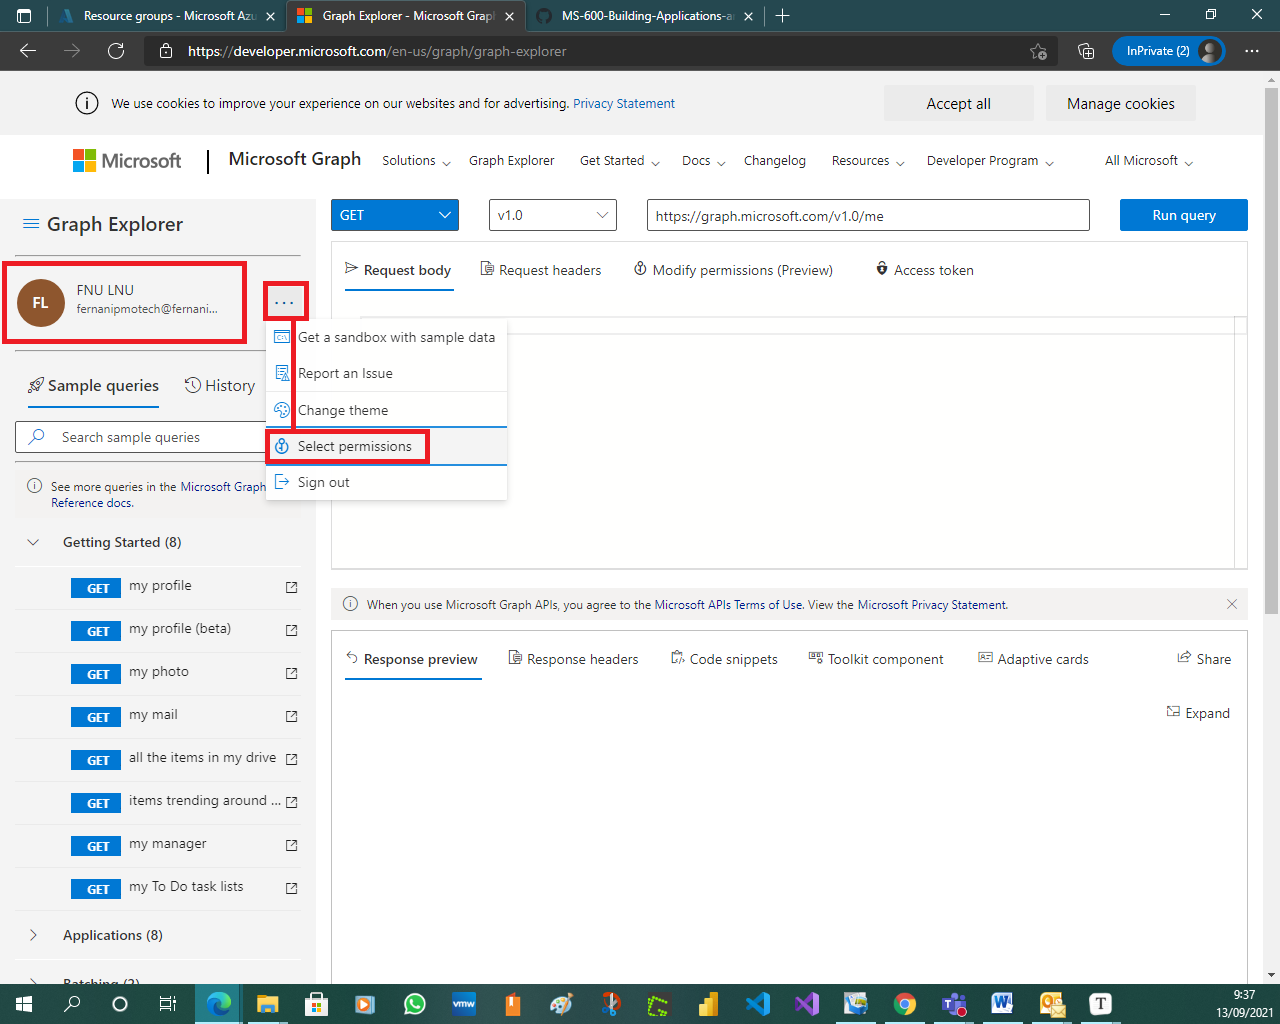 Resource groups - Microsoft Azu
Graph Explorer - Microsoft Graph
MS-600-Building-Applications-a
https://developer.microsoft.com/en-us/graph/graph-explorer
InPrivate (2)
We use cookies to improve your experience on our websites and for advertising. Privacy Statement
Accept all
Manage cookies
Microsoft
Microsoft Graph
Solutions
Graph Explorer
Get Started
Docs
Changelog
Resources
Developer Program
All Microsoft
Graph Explorer
GET
v1.0
https://graph.microsoft.com/v1.0/me
Run query
FL
FNU LNU
fernanipmotech@fernani...
...
Request body
Request headers
Modify permissions (Preview)
Access token
Get a sandbox with sample data
Report an Issue
Change theme
Select permissions
Sign out
Sample queries
History
Search sample queries
See more queries in the Microsoft Graph
Reference docs.
Getting Started (8)
GET my profile
GET my profile (beta)
GET my photo
GET my mail
GET all the items in my drive
GET items trending around ...
GET my manager
GET my To Do task lists
Applications (8)
Batching (2)
When you use Microsoft Graph APIs, you agree to the Microsoft APIs Terms of Use. View the Microsoft Privacy Statement.
Response preview
Response headers
Code snippets
Toolkit component
Adaptive cards
Share
Expand
vmw
T
9:37
13/09/2021